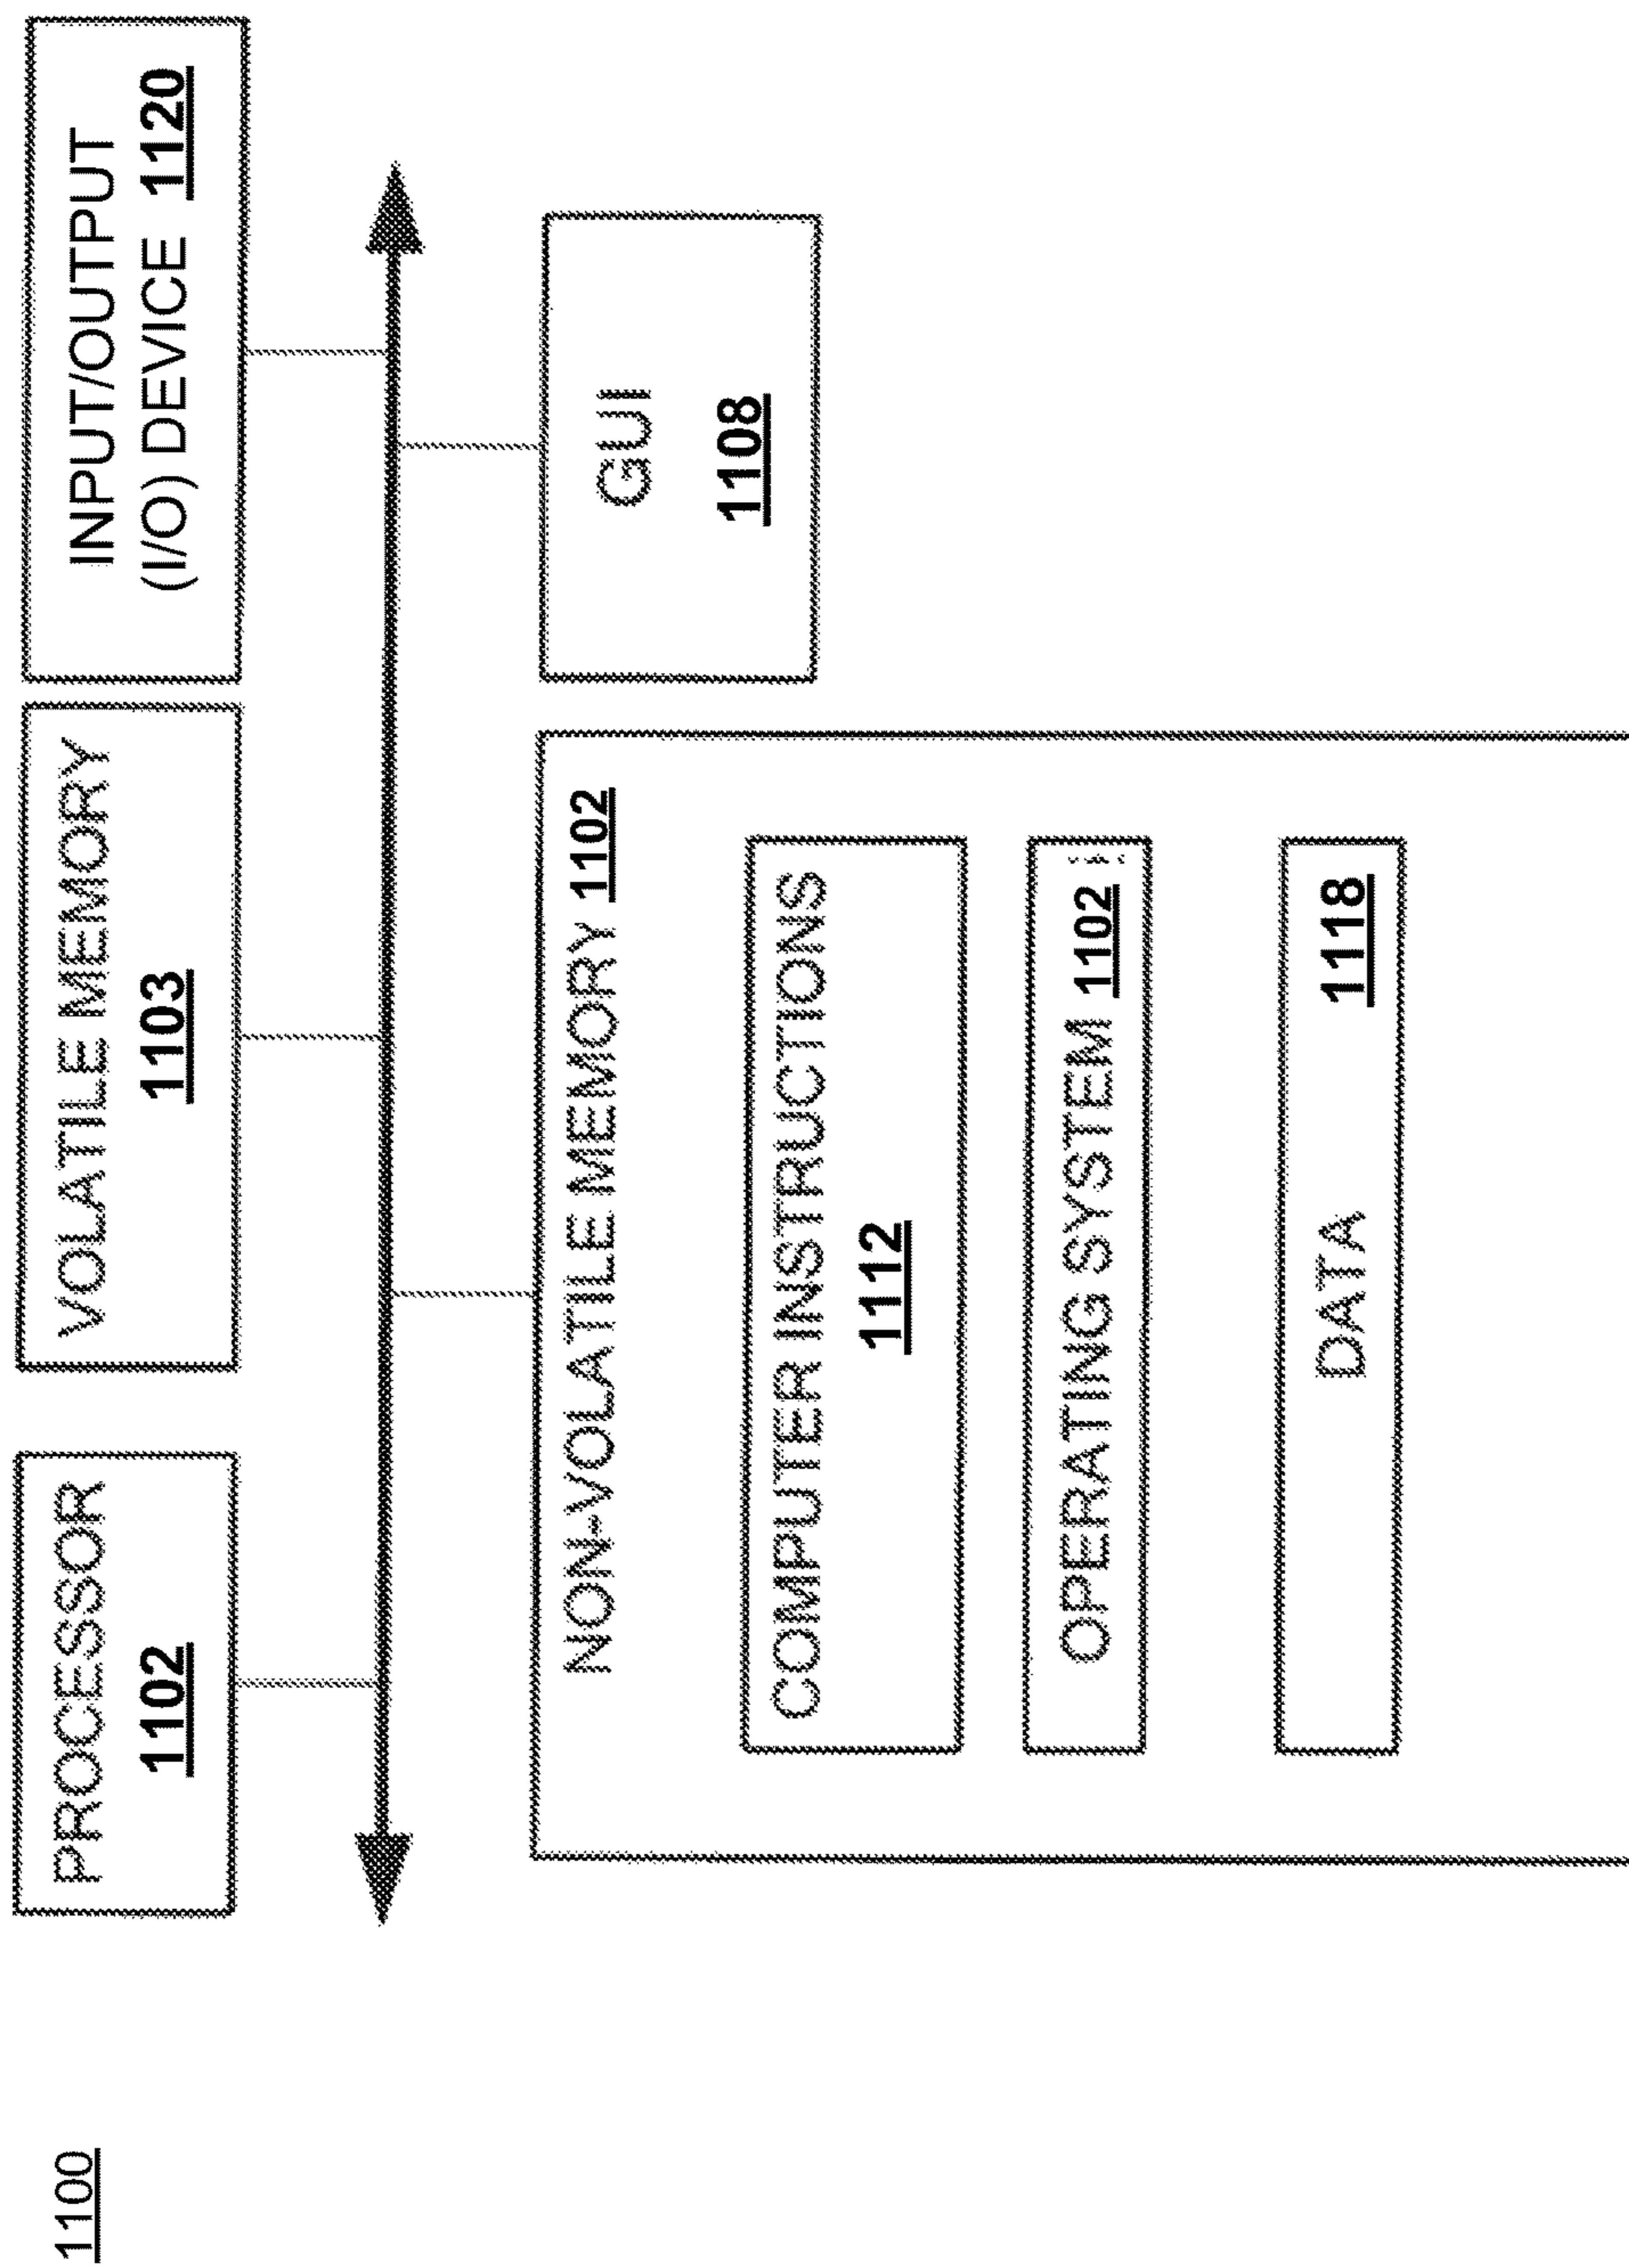 1100
PROCESSOR
1102
VOLATILE MEMORY
1103
INPUT/OUTPUT
(I/O) DEVICE 1120
NON-VOLATILE MEMORY 1102
COMPUTER INSTRUCTIONS
1112
OPERATING SYSTEM 1102
DATA 1118
GUI
1108